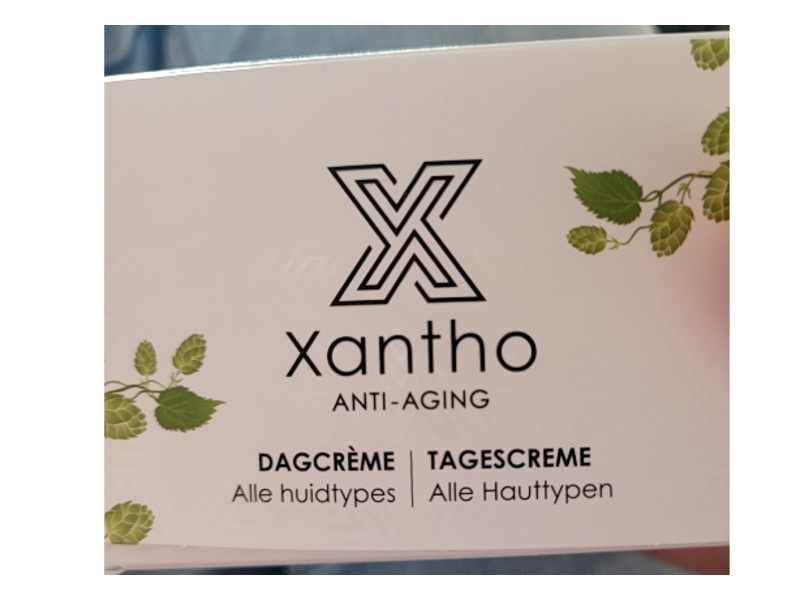 X
Xantho
ANTI-AGING
DAGCRÈME | TAGESCREME
Alle huidtypes | Alle Hauttypen